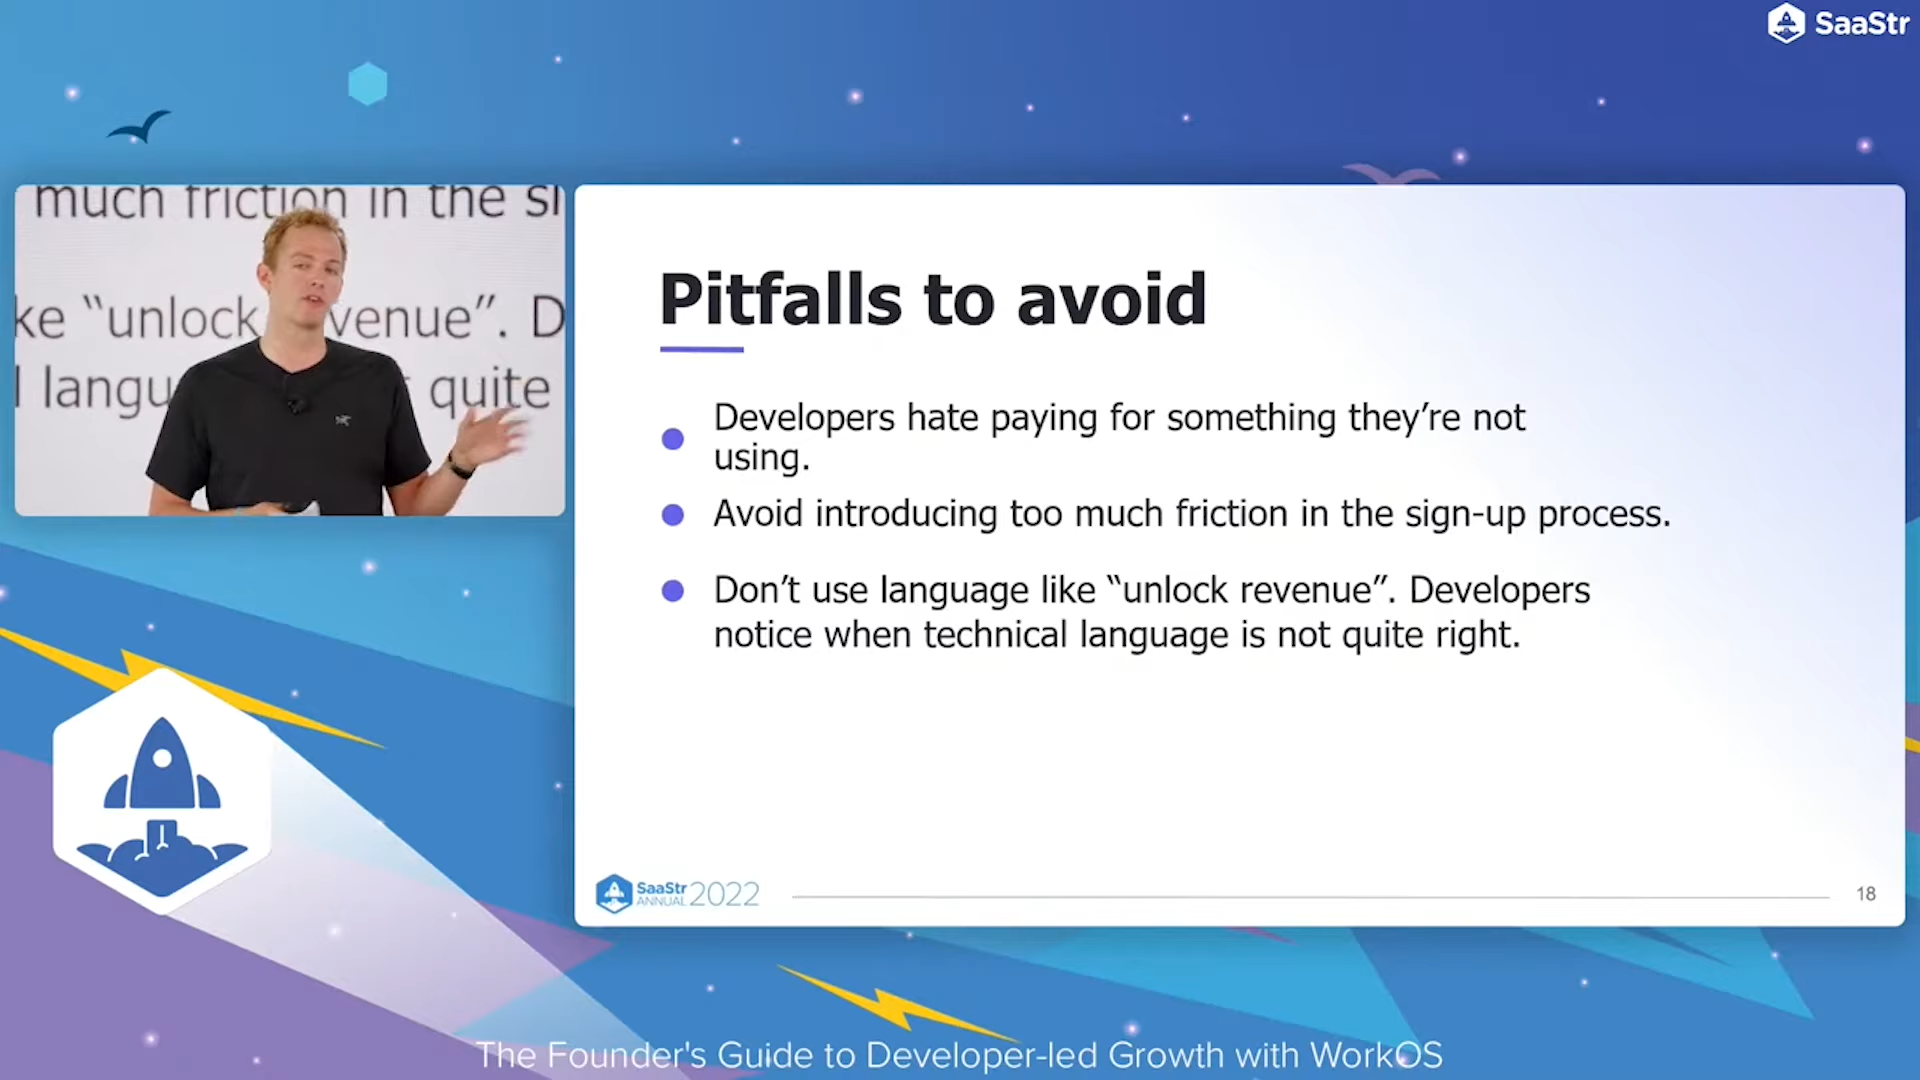 SaaStr
much friction in the si
ke “unlock revenue”. D
l langu quite
Pitfalls to avoid
Developers hate paying for something they’re not
using.
Avoid introducing too much friction in the sign-up process.
Don’t use language like “unlock revenue”. Developers
notice when technical language is not quite right.
SaaStr
ANNUAL 2022
18
The Founder's Guide to Developer-led Growth with WorkOS